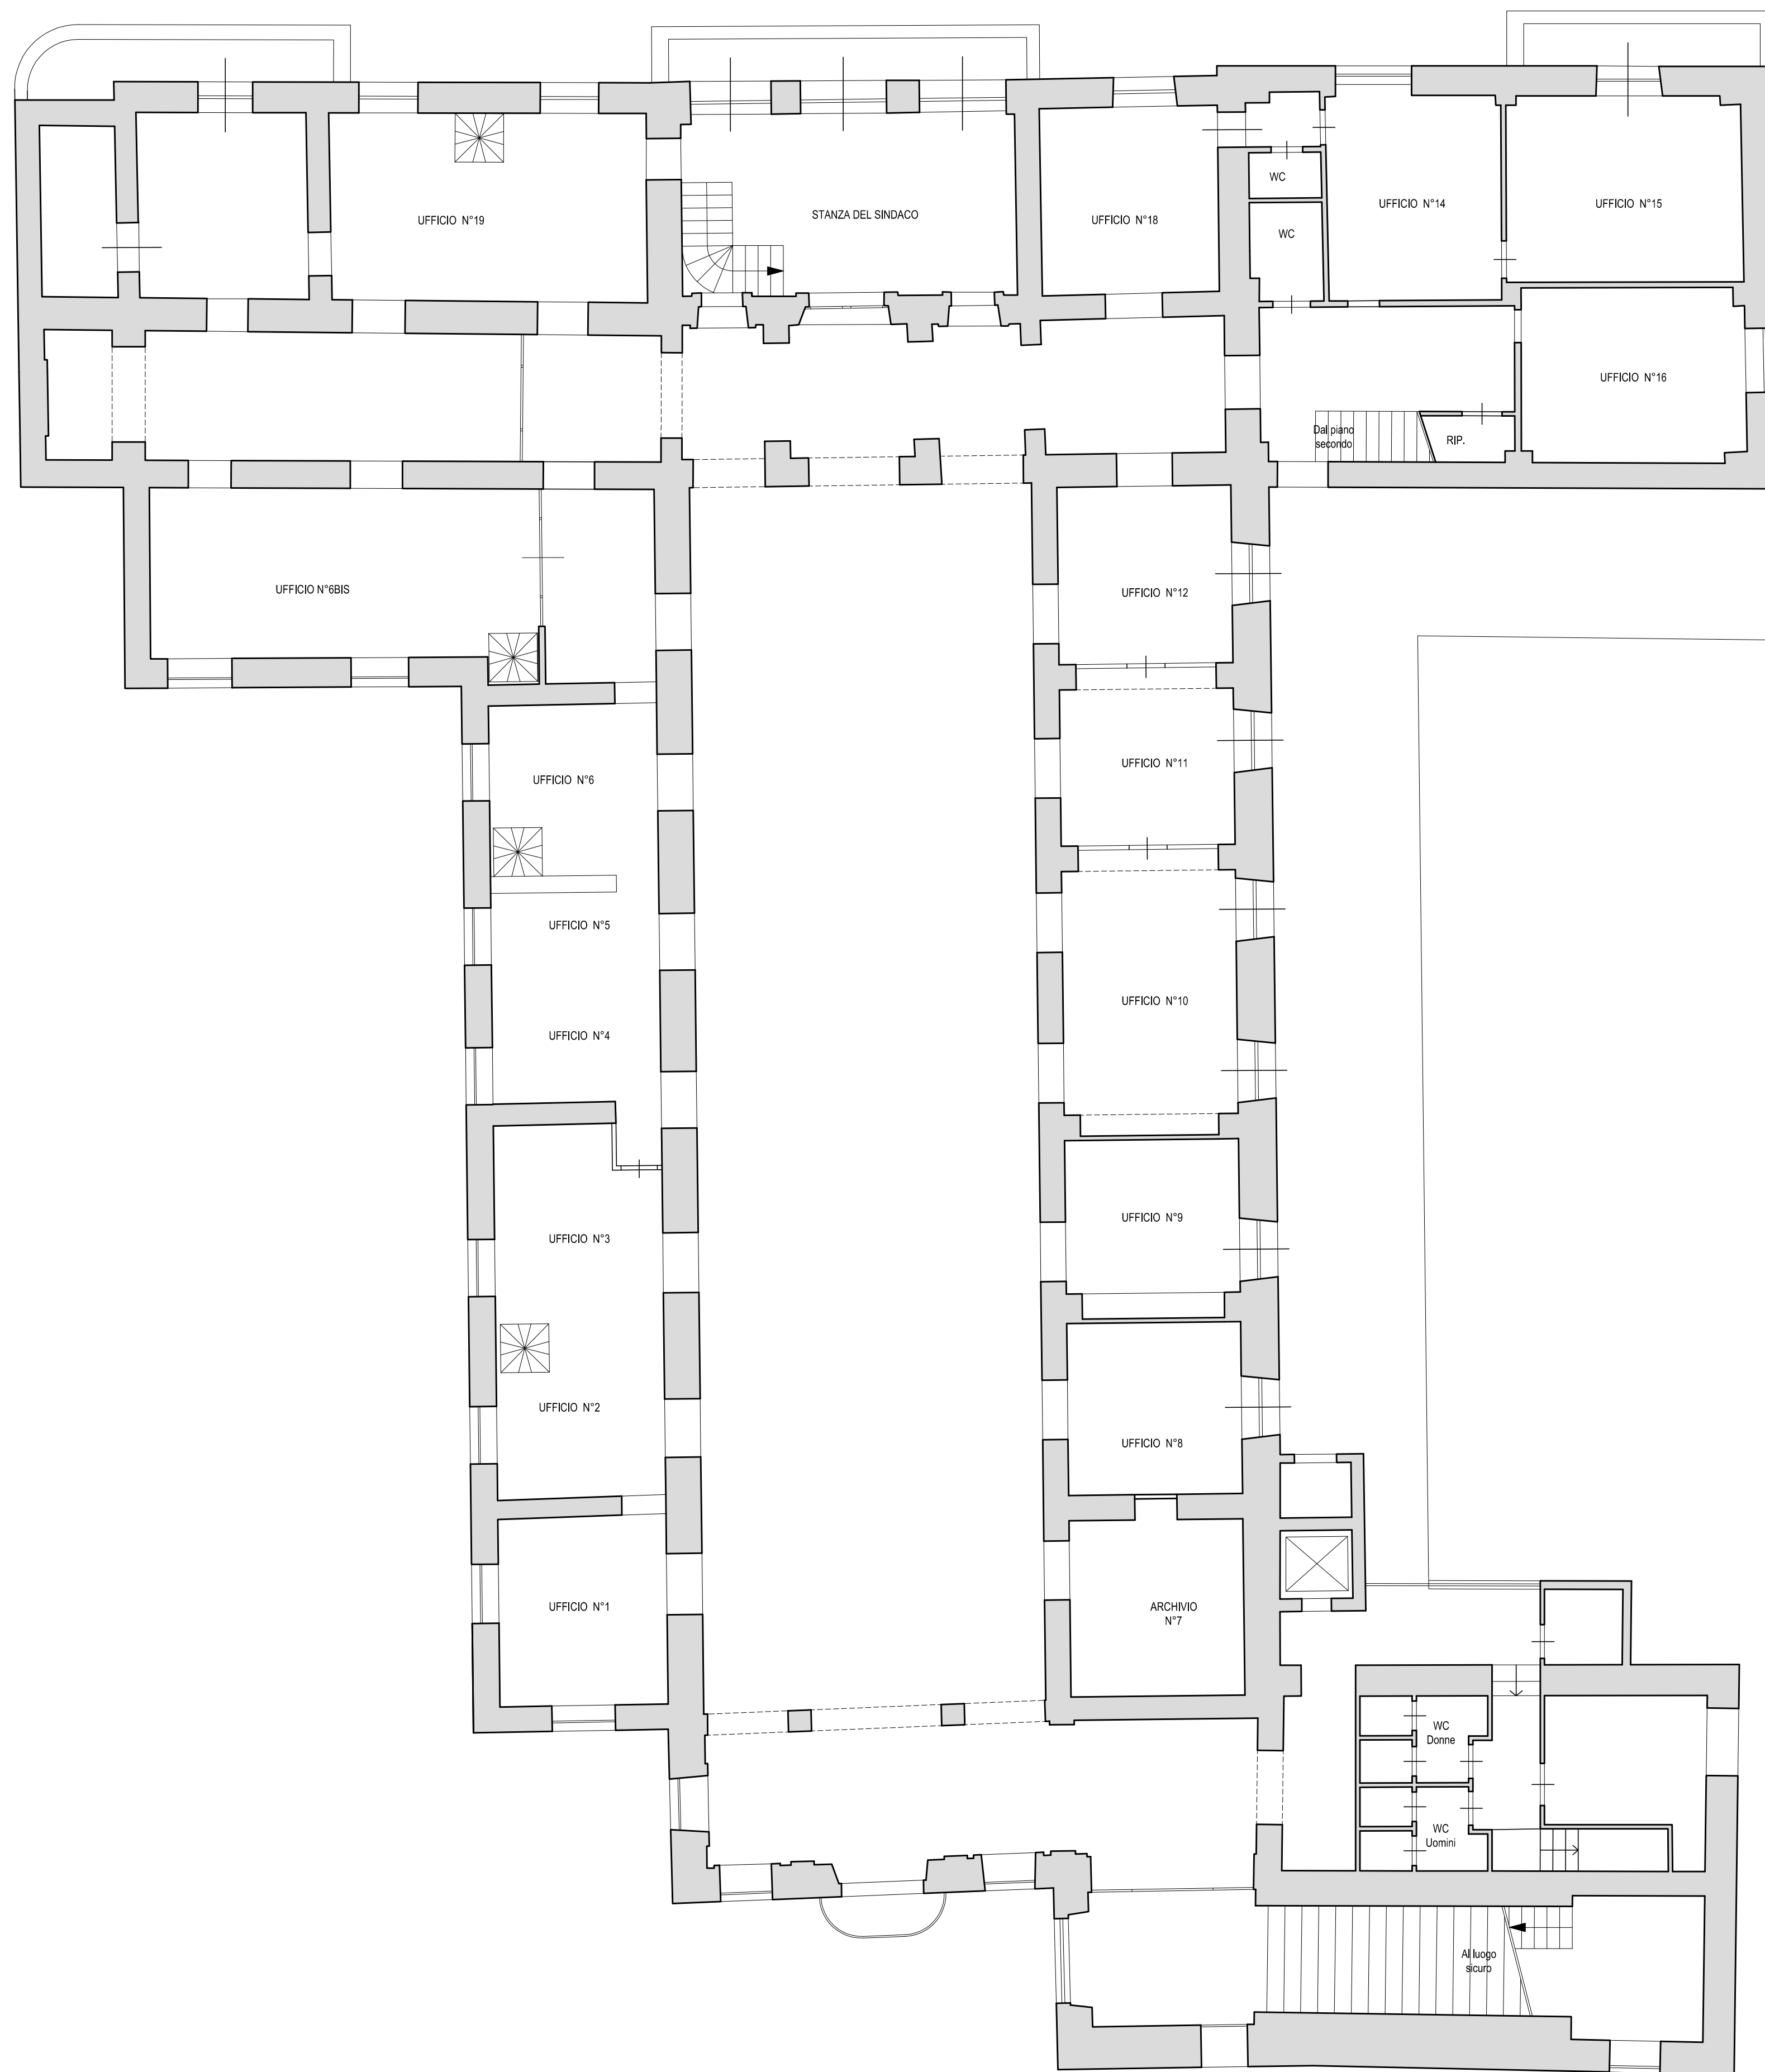 WC
STANZA DEL SINDACO
UFFICIO N°19
UFFICIO N°18
UFFICIO N°14
UFFICIO N°15
WC
UFFICIO N°16
Dal piano
secondo
RIP.
UFFICIO N°6BIS
UFFICIO N°12
UFFICIO N°11
UFFICIO N°6
UFFICIO N°5
UFFICIO N°10
UFFICIO N°4
UFFICIO N°9
UFFICIO N°3
UFFICIO N°2
UFFICIO N°8
UFFICIO N°1
ARCHIVIO
N°7
WC
Donne
WC
Uomini
Al luogo
sicuro